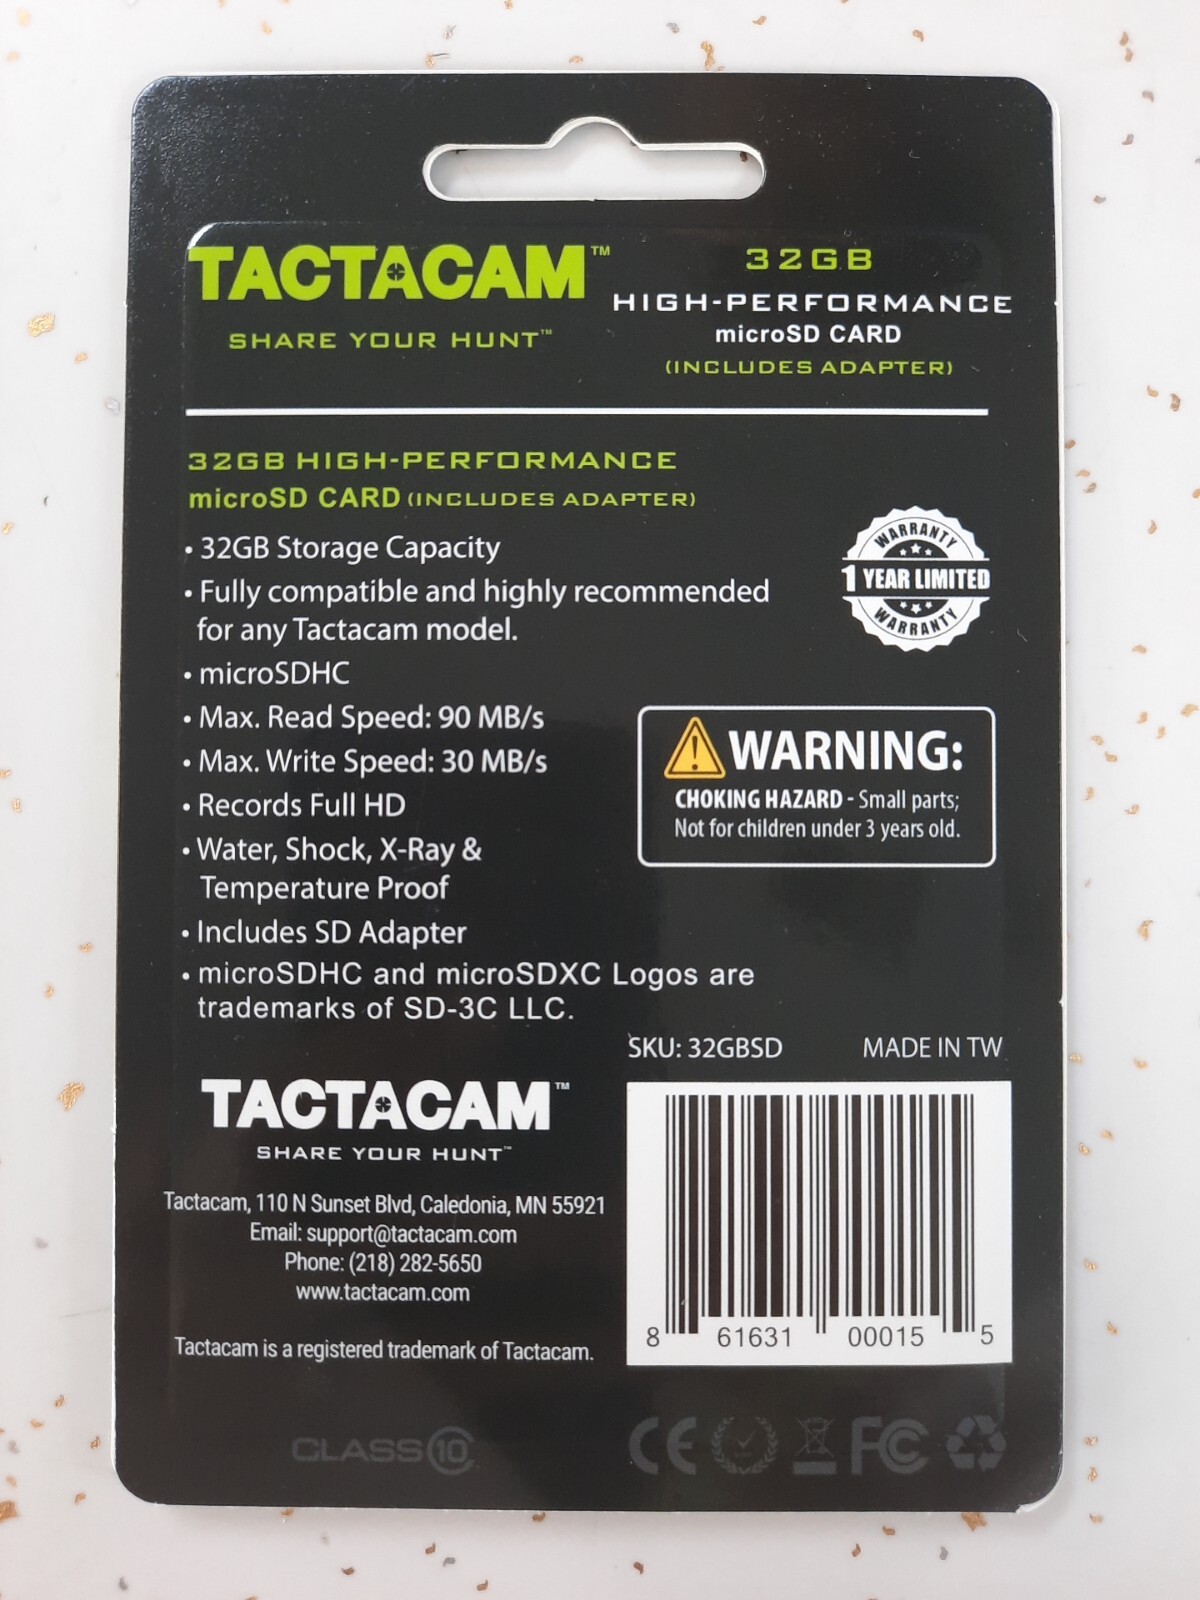 TACTACAM™
SHARE YOUR HUNT™
32GB
HIGH-PERFORMANCE
microSD CARD
(INCLUDES ADAPTER)
32GB HIGH-PERFORMANCE
microSD CARD (INCLUDES ADAPTER)
• 32GB Storage Capacity
• Fully compatible and highly recommended
for any Tactacam model.
• microSDHC
• Max. Read Speed: 90 MB/s
• Max. Write Speed: 30 MB/s
• Records Full HD
• Water, Shock, X-Ray &
Temperature Proof
• Includes SD Adapter
• microSDHC and microSDXC Logos are
trademarks of SD-3C LLC.
WARRANTY
1 YEAR LIMITED
WARRANTY
WARNING:
CHOKING HAZARD - Small parts;
Not for children under 3 years old.
SKU: 32GBSD MADE IN TW
TACTACAM™
SHARE YOUR HUNT™
Tactacam, 110 N Sunset Blvd, Caledonia, MN 55921
Email: support@tactacam.com
Phone: (218) 282-5650
www.tactacam.com
Tactacam is a registered trademark of Tactacam.
8 61631 00015 5
CLASS 10
CE FC